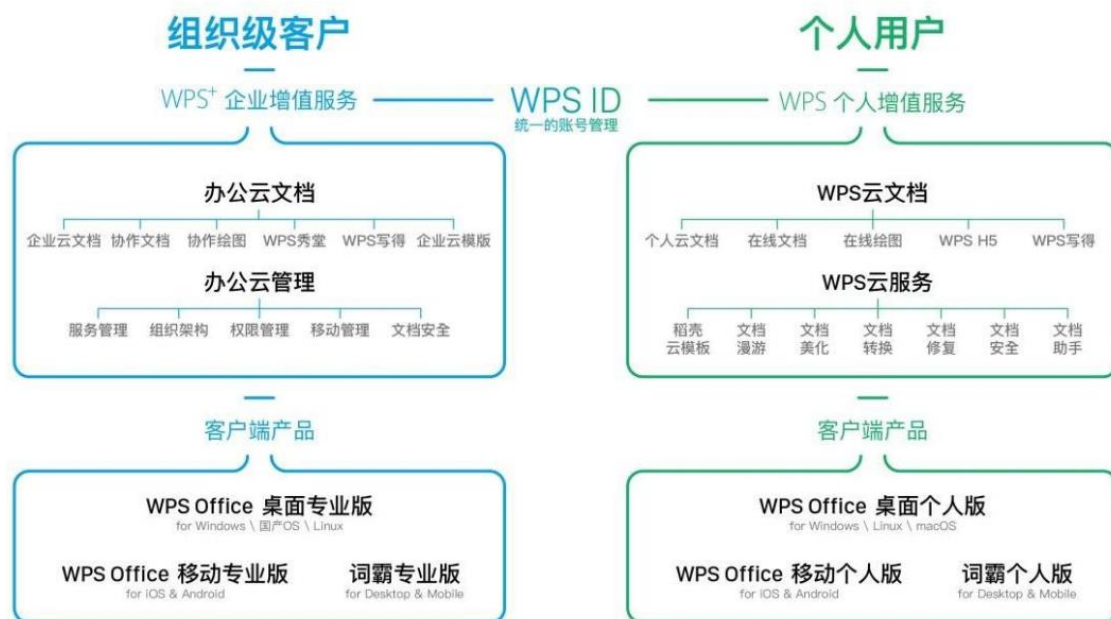 组织级客户
WPS+ 企业增值服务
办公云文档
企业云文档 协作文档 协作绘图 WPS秀堂 WPS写得 企业云模版
办公云管理
服务管理 组织架构 权限管理 移动管理 文档安全
客户端产品
WPS Office 桌面专业版
for Windows \ 国产OS \ Linux
WPS Office 移动专业版 词霸专业版
for iOS & Android for Desktop & Mobile
WPS ID
统一的账号管理
个人用户
WPS 个人增值服务
WPS云文档
个人云文档 在线文档 在线绘图 WPS H5 WPS写得
WPS云服务
稻壳 文档 文档 文档 文档 文档 文档
云模板 漫游 美化 转换 修复 安全 助手
客户端产品
WPS Office 桌面个人版
for Windows \ Linux \ macOS
WPS Office 移动个人版 词霸个人版
for iOS & Android for Desktop & Mobile